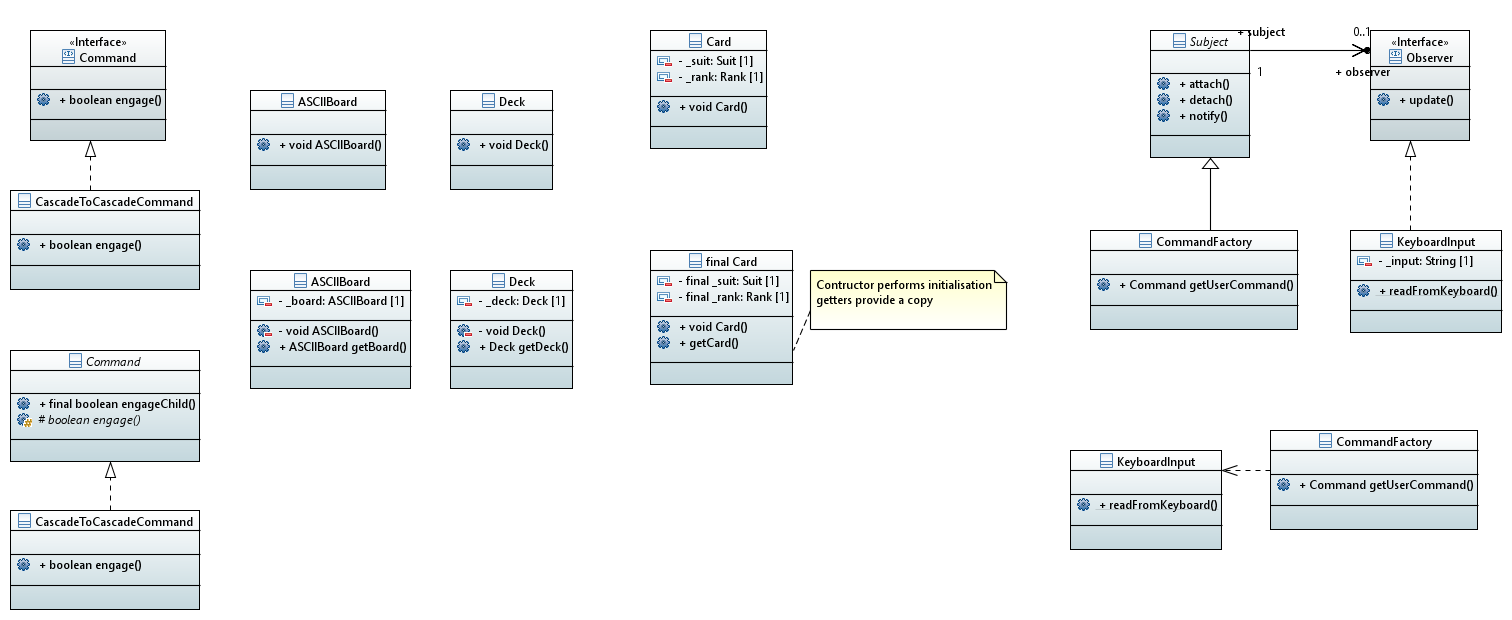 «Interface»
Command
+ boolean engage()
CascadeToCascadeCommand
+ boolean engage()
Command
+ final boolean engageChild()
# boolean engage()
CascadeToCascadeCommand
+ boolean engage()
ASCIIBoard
+ void ASCIIBoard()
ASCIIBoard
- _board: ASCIIBoard [1]
- void ASCIIBoard()
+ ASCIIBoard getBoard()
Deck
+ void Deck()
Deck
- _deck: Deck [1]
- void Deck()
+ Deck getDeck()
Card
- _suit: Suit [1]
- _rank: Rank [1]
+ void Card()
final Card
- final _suit: Suit [1]
- final _rank: Rank [1]
+ void Card()
+ getCard()
Contructor performs initialisation
getters provide a copy
Subject
+ attach()
+ detach()
+ notify()
+ subject
1
0..1
+ observer
«Interface»
Observer
+ update()
CommandFactory
+ Command getUserCommand()
KeyboardInput
- _input: String [1]
+ readFromKeyboard()
KeyboardInput
+ readFromKeyboard()
CommandFactory
+ Command getUserCommand()